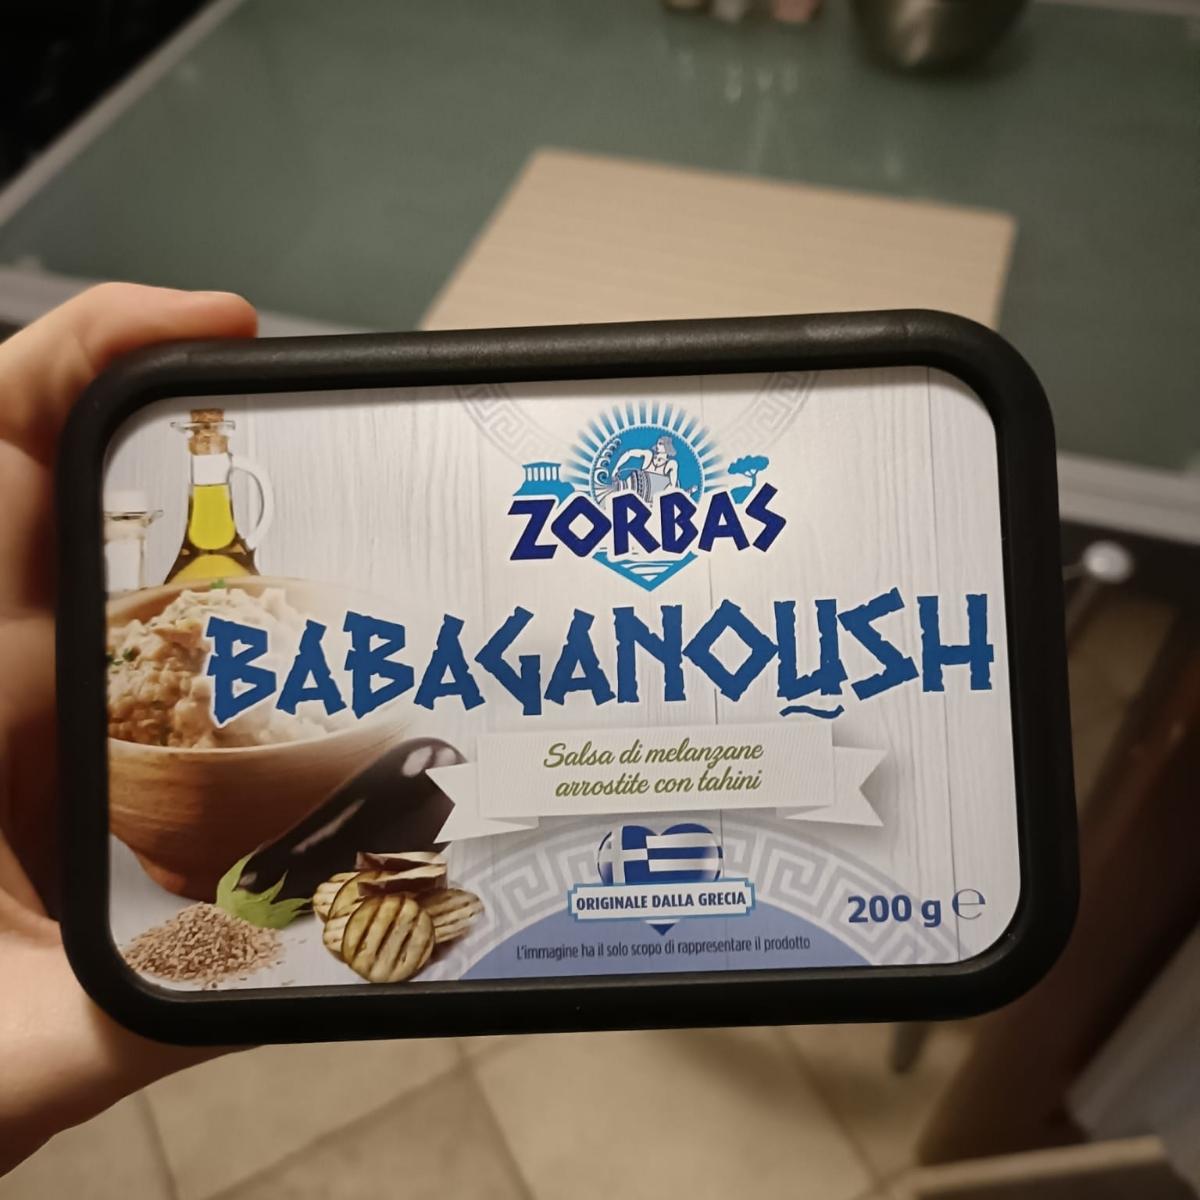 ZORBAS
BABAGANOUSH
Salsa di melanzane
arrostite con tahini
ORIGINALE DALLA GRECIA
200 g ℮
L'immagine ha il solo scopo di rappresentare il prodotto